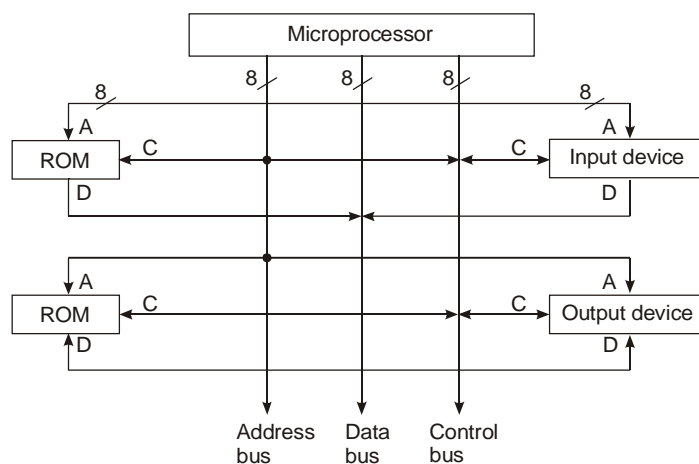 Microprocessor
8 8 8
8 8
A A
ROM C C Input device
D D
A A
ROM C C Output device
D D
Address bus
Data bus
Control bus